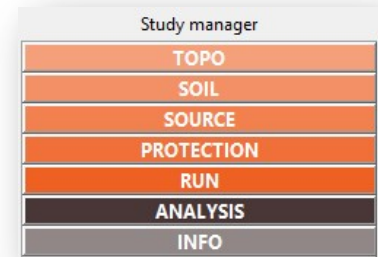 Study manager
TOPO
SOIL
SOURCE
PROTECTION
RUN
ANALYSIS
INFO